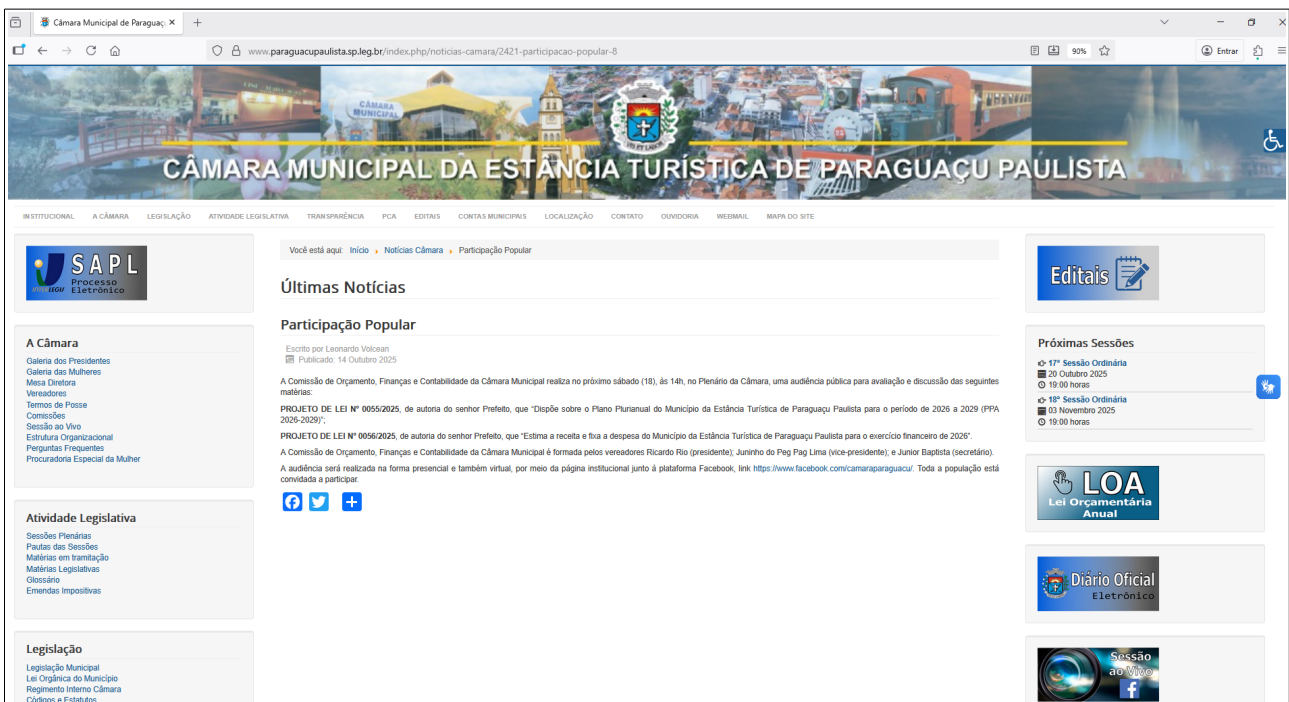 Câmara Municipal de Paraguaç
www.paraguacupaulista.sp.leg.br/index.php/noticias-camara/2421-participacao-popular-8
90%
Entrar
CÂMARA
MUNICIPAL
CÂMARA MUNICIPAL DA ESTÂNCIA TURÍSTICA DE PARAGUAÇU PAULISTA
INSTITUCIONAL A CÂMARA LEGISLAÇÃO ATIVIDADE LEGISLATIVA TRANSPARÊNCIA PCA EDITAIS CONTAS MUNICIPAIS LOCALIZAÇÃO CONTATO OUVIDORIA WEBMAIL MAPA DO SITE
SAPL
Processo
Eletrônico
INTERLEGIS
A Câmara
Galeria dos Presidentes
Galeria das Mulheres
Mesa Diretora
Vereadores
Termos de Posse
Comissões
Sessão ao Vivo
Estrutura Organizacional
Perguntas Frequentes
Procuradoria Especial da Mulher
Atividade Legislativa
Sessões Plenárias
Pautas das Sessões
Matérias em tramitação
Matérias Legislativas
Glossário
Emendas Impositivas
Legislação
Legislação Municipal
Lei Orgânica do Município
Regimento Interno Câmara
Códigos e Estatutos
Você está aqui: Início Notícias Câmara Participação Popular
Últimas Notícias
Participação Popular
Escrito por Leonardo Volcean
Publicado: 14 Outubro 2025
A Comissão de Orçamento, Finanças e Contabilidade da Câmara Municipal realiza no próximo sábado (18), às 14h, no Plenário da Câmara, uma audiência pública para avaliação e discussão das seguintes
matérias:
PROJETO DE LEI Nº 0055/2025, de autoria do senhor Prefeito, que “Dispõe sobre o Plano Plurianual do Município da Estância Turística de Paraguaçu Paulista para o período de 2026 a 2029 (PPA
2026-2029)”;
PROJETO DE LEI Nº 0056/2025, de autoria do senhor Prefeito, que “Estima a receita e fixa a despesa do Município da Estância Turística de Paraguaçu Paulista para o exercício financeiro de 2026”.
A Comissão de Orçamento, Finanças e Contabilidade da Câmara Municipal é formada pelos vereadores Ricardo Rio (presidente); Juninho do Peg Pag Lima (vice-presidente); e Junior Baptista (secretário).
A audiência será realizada na forma presencial e também virtual, por meio da página institucional junto à plataforma Facebook, link https://www.facebook.com/camaraparaguacu/. Toda a população está
convidada a participar.
Editais
Próximas Sessões
17ª Sessão Ordinária
20 Outubro 2025
19:00 horas
18ª Sessão Ordinária
03 Novembro 2025
19:00 horas
LOA
Lei Orçamentária
Anual
Diário Oficial
Eletrônico
Sessão
ao Vivo